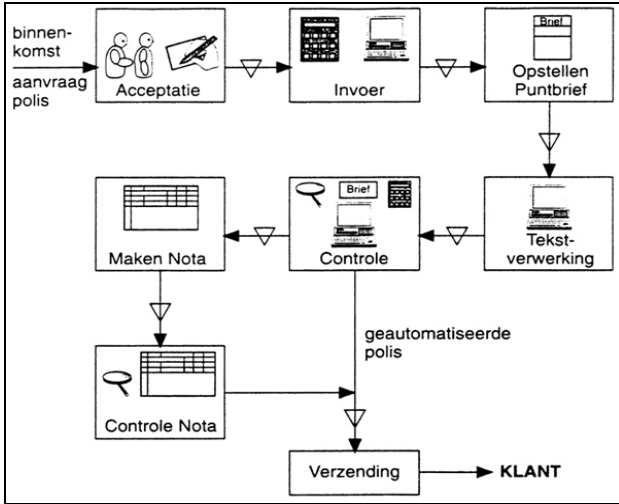 binnen-
komst
aanvraag
polis
Acceptatie
Invoer
Brief
Opstellen
Puntbrief
Maken Nota
Brief
Controle
Tekst-
verwerking
geautomatiseerde
polis
Controle Nota
Verzending
KLANT